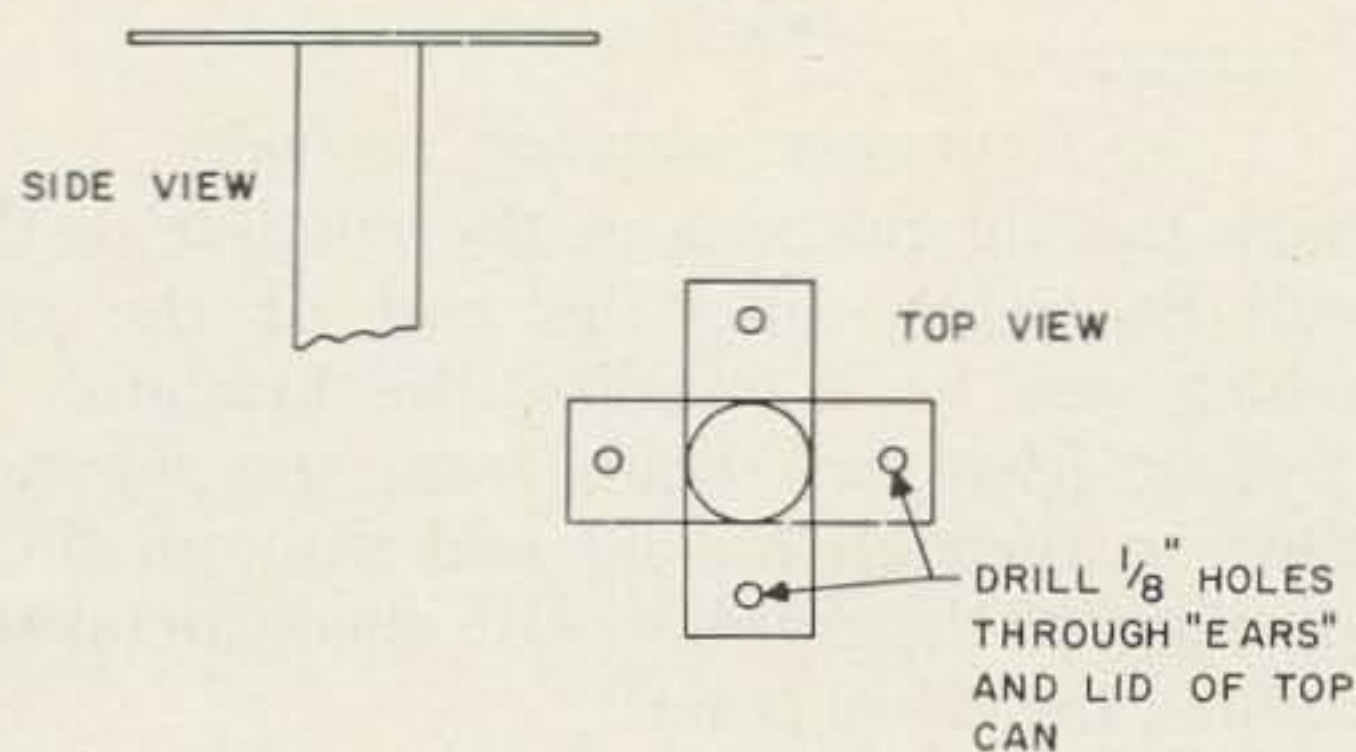 SIDE VIEW
TOP VIEW
DRILL 1/8" HOLES
THROUGH "EARS"
AND LID OF TOP
CAN